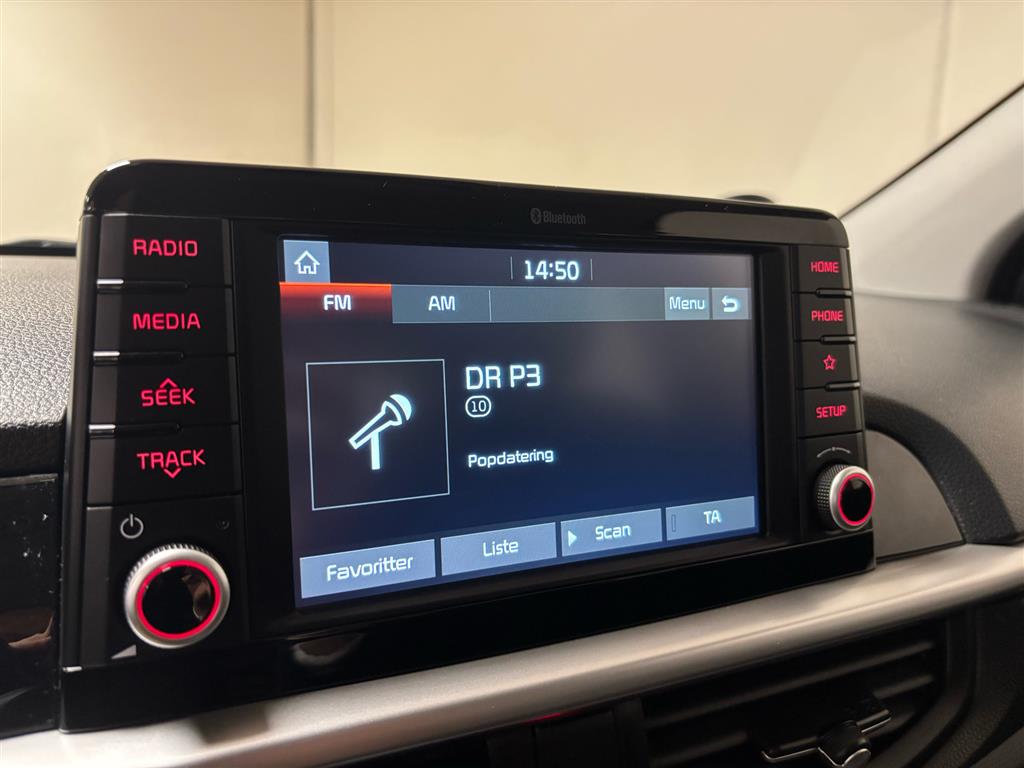 Bluetooth
RADIO
MEDIA
SEEK
TRACK
14:50
FM AM Menu
DR P3
10
Popdatering
Favoritter Liste Scan TA
HOME
PHONE
SETUP